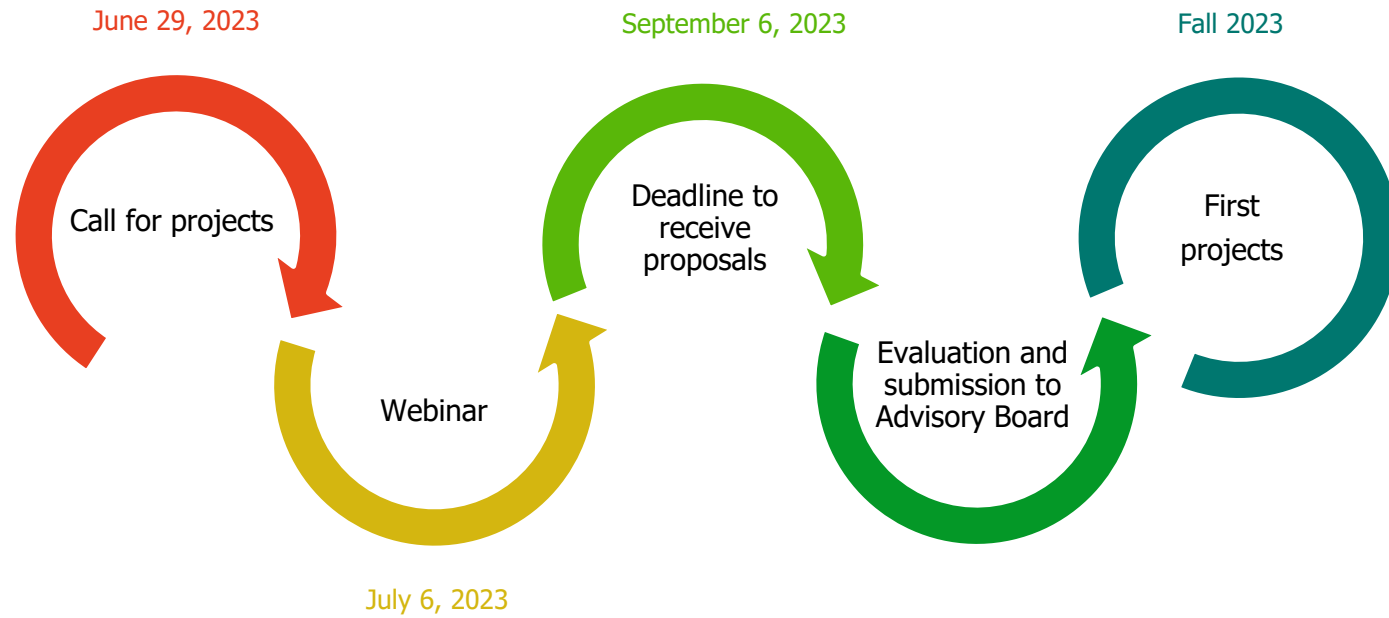 June 29, 2023
September 6, 2023
Fall 2023
Call for projects
Deadline to
receive
proposals
First
projects
Webinar
Evaluation and
submission to
Advisory Board
July 6, 2023